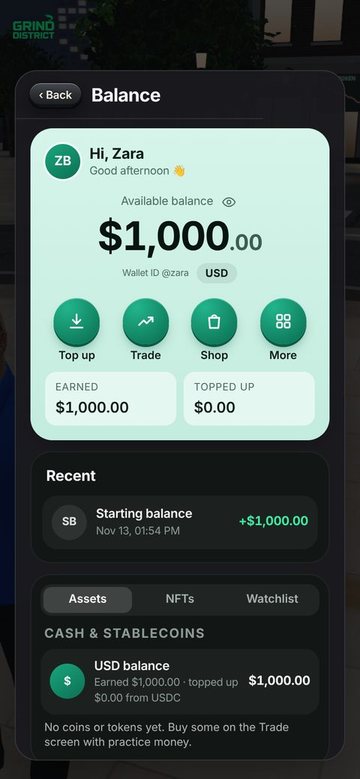 GRIND
DISTRICT
‹ Back
Balance
ZB
Hi, Zara
Good afternoon 👋
Available balance
$1,000.00
Wallet ID @zara
USD
Top up
Trade
Shop
More
EARNED
$1,000.00
TOPPED UP
$0.00
Recent
SB
Starting balance
Nov 13, 01:54 PM
+$1,000.00
Assets
NFTs
Watchlist
CASH & STABLECOINS
$
USD balance
Earned $1,000.00 · topped up
$0.00 from USDC
$1,000.00
No coins or tokens yet. Buy some on the Trade
screen with practice money.